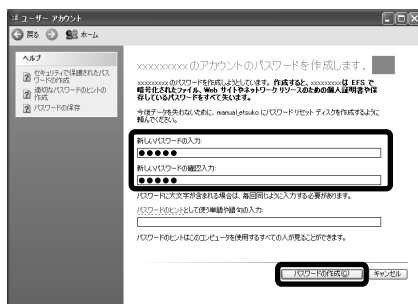 ユーザー アカウント
戻る
ホーム
ヘルプ
セキュリティで保護されたパス
ワードの作成
適切なパスワードのヒントの
作成
パスワードの保存
xxxxxxxxx のアカウントのパスワードを作成します。
xxxxxxxxx のパスワードを作成しようとしています。作成すると、xxxxxxxxx は EFS で
暗号化されたファイル、Web サイトやネットワーク リソースのための個人証明書や保
存しているパスワードをすべて失います。
今後データを失わないために、manual_etsuko にパスワード リセット ディスクを作成するように
頼んでください。
新しいパスワードの入力:
●●●●●
新しいパスワードの確認入力:
●●●●●
パスワードに大文字が含まれる場合は、毎回同じように入力する必要があります。
パスワードのヒントとして使う単語や語句の入力:
パスワードのヒントはこのコンピュータを使用するすべての人が見ることができます。
パスワードの作成(C)
キャンセル